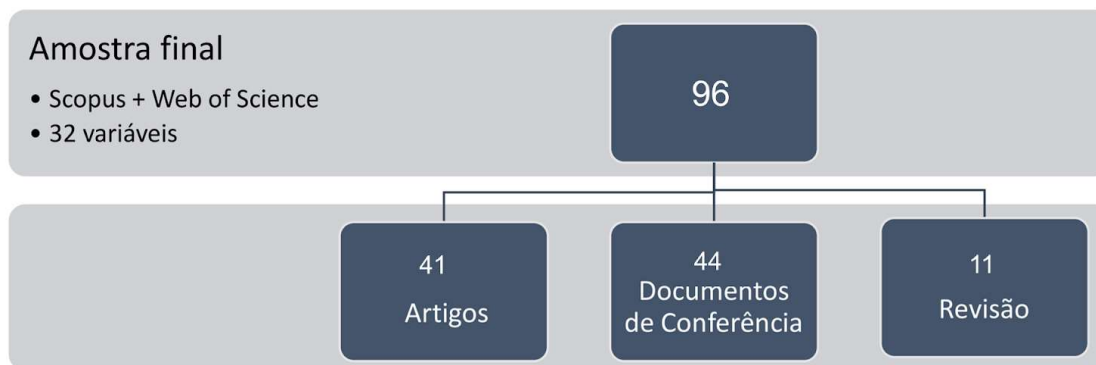 Amostra final
• Scopus + Web of Science
• 32 variáveis
96
41
Artigos
44
Documentos
de Conferência
11
Revisão